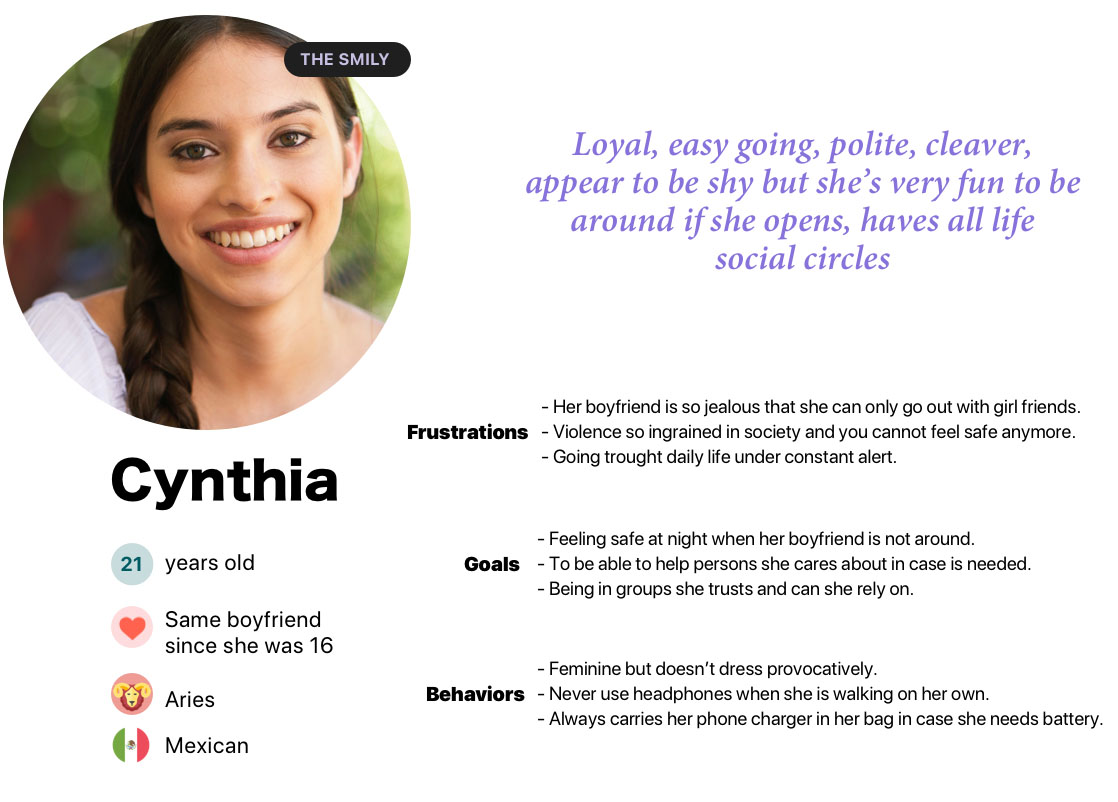 THE SMILY
Loyal, easy going, polite, cleaver,
appear to be shy but she’s very fun to be
around if she opens, haves all life
social circles
Cynthia
21 years old
Same boyfriend
since she was 16
Aries
Mexican
Frustrations
- Her boyfriend is so jealous that she can only go out with girl friends.
- Violence so ingrained in society and you cannot feel safe anymore.
- Going trought daily life under constant alert.
Goals
- Feeling safe at night when her boyfriend is not around.
- To be able to help persons she cares about in case is needed.
- Being in groups she trusts and can she rely on.
Behaviors
- Feminine but doesn’t dress provocatively.
- Never use headphones when she is walking on her own.
- Always carries her phone charger in her bag in case she needs battery.